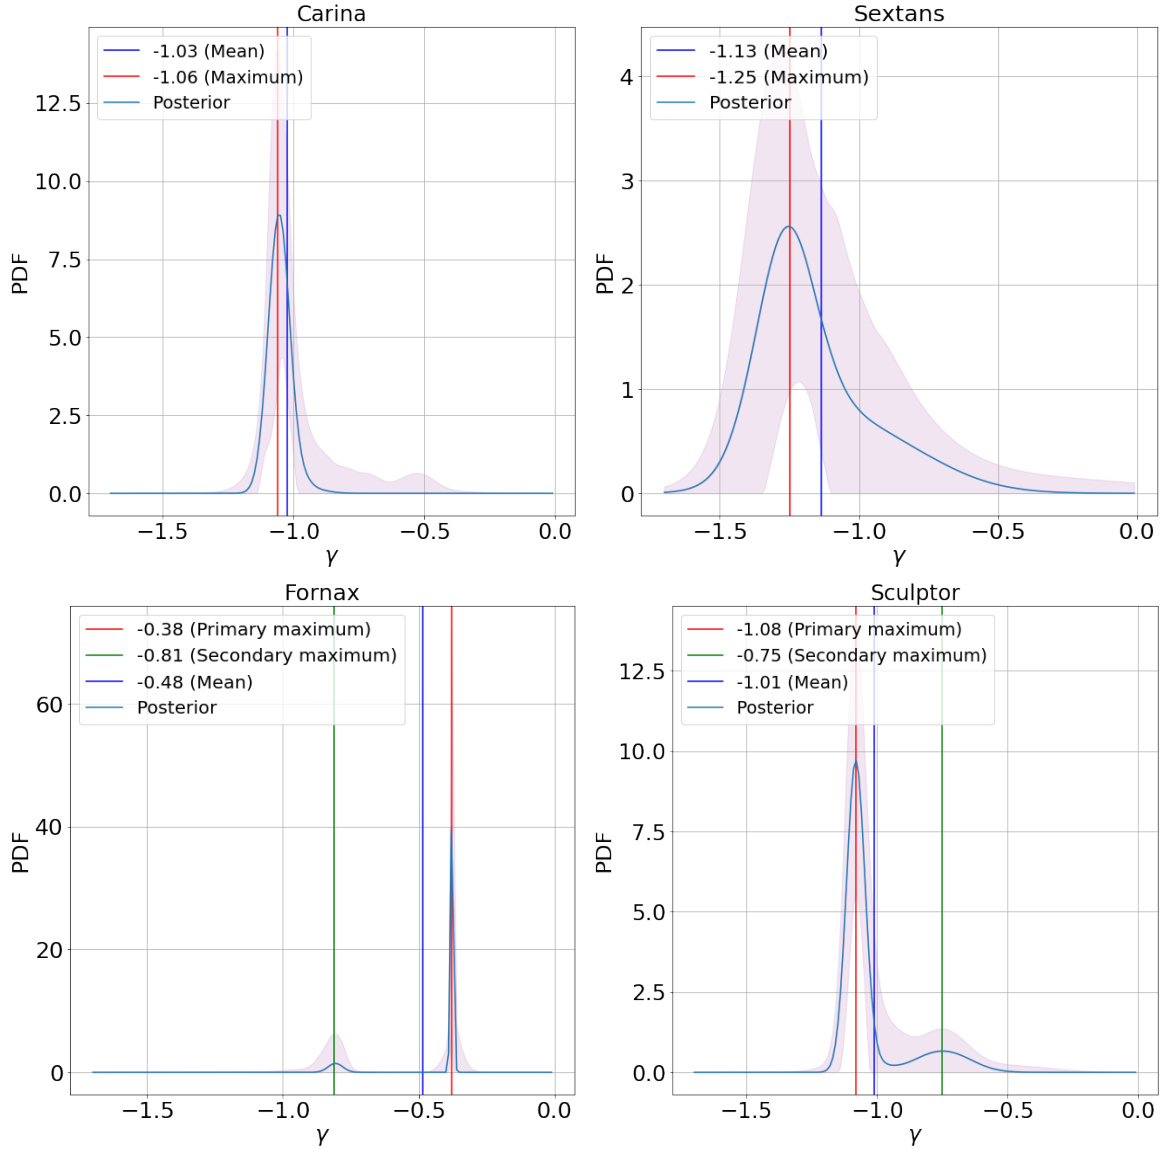 Carina
-1.03 (Mean)
-1.06 (Maximum)
Posterior
PDF
12.5
10.0
7.5
5.0
2.5
0.0
−1.5 −1.0 −0.5 0.0
γ
Sextans
-1.13 (Mean)
-1.25 (Maximum)
Posterior
PDF
4
3
2
1
0
−1.5 −1.0 −0.5 0.0
γ
Fornax
-0.38 (Primary maximum)
-0.81 (Secondary maximum)
-0.48 (Mean)
Posterior
PDF
60
40
20
0
−1.5 −1.0 −0.5 0.0
γ
Sculptor
-1.08 (Primary maximum)
-0.75 (Secondary maximum)
-1.01 (Mean)
Posterior
PDF
12.5
10.0
7.5
5.0
2.5
0.0
−1.5 −1.0 −0.5 0.0
γ